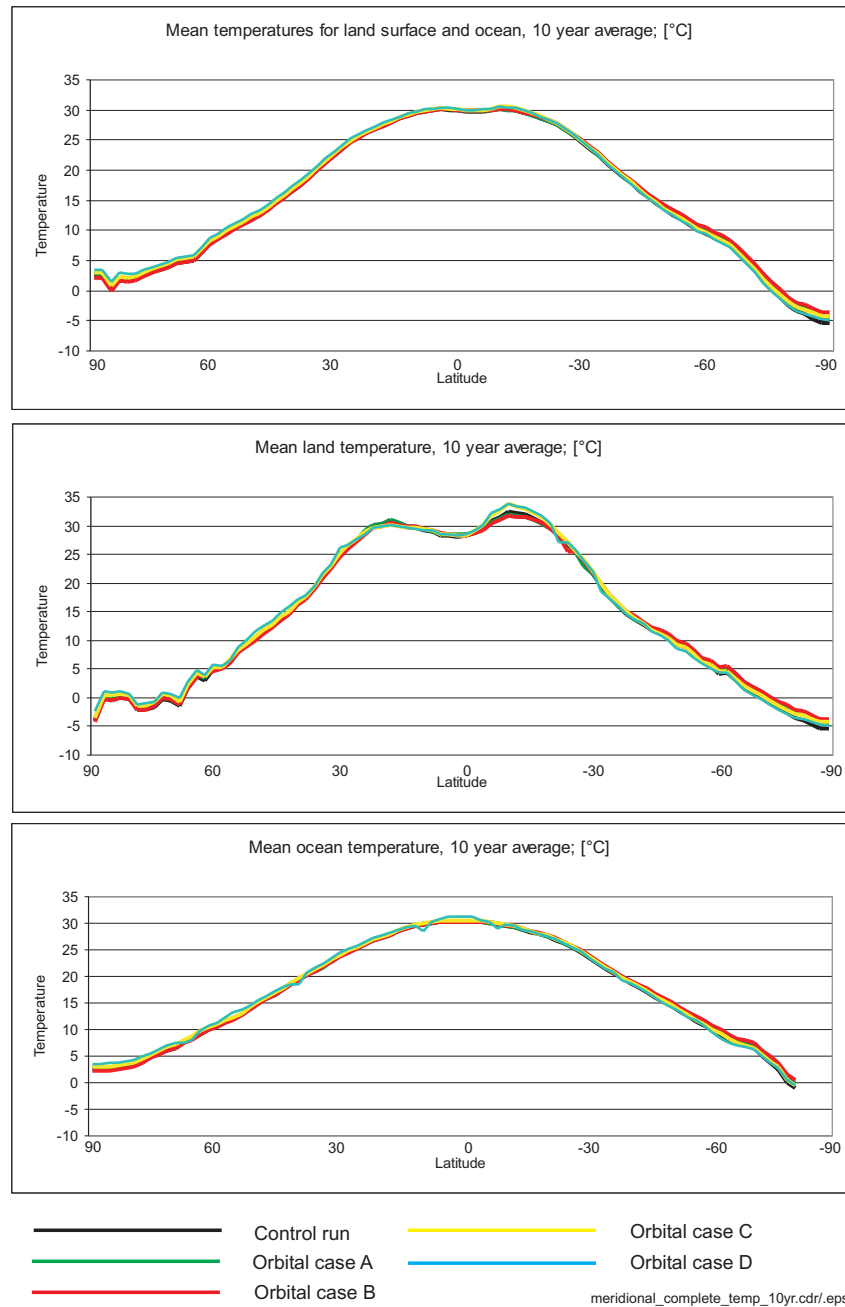 Mean temperatures for land surface and ocean, 10 year average; [°C]
35
30
25
20
15
10
5
0
-5
-10
Temperature
90 60 30 0 -30 -60 -90
Latitude
Mean land temperature, 10 year average; [°C]
35
30
25
20
15
10
5
0
-5
-10
Temperature
90 60 30 0 -30 -60 -90
Latitude
Mean ocean temperature, 10 year average; [°C]
35
30
25
20
15
10
5
0
-5
-10
Temperature
90 60 30 0 -30 -60 -90
Latitude
Control run
Orbital case A
Orbital case B
Orbital case C
Orbital case D
meridional_complete_temp_10yr.cdr/.eps